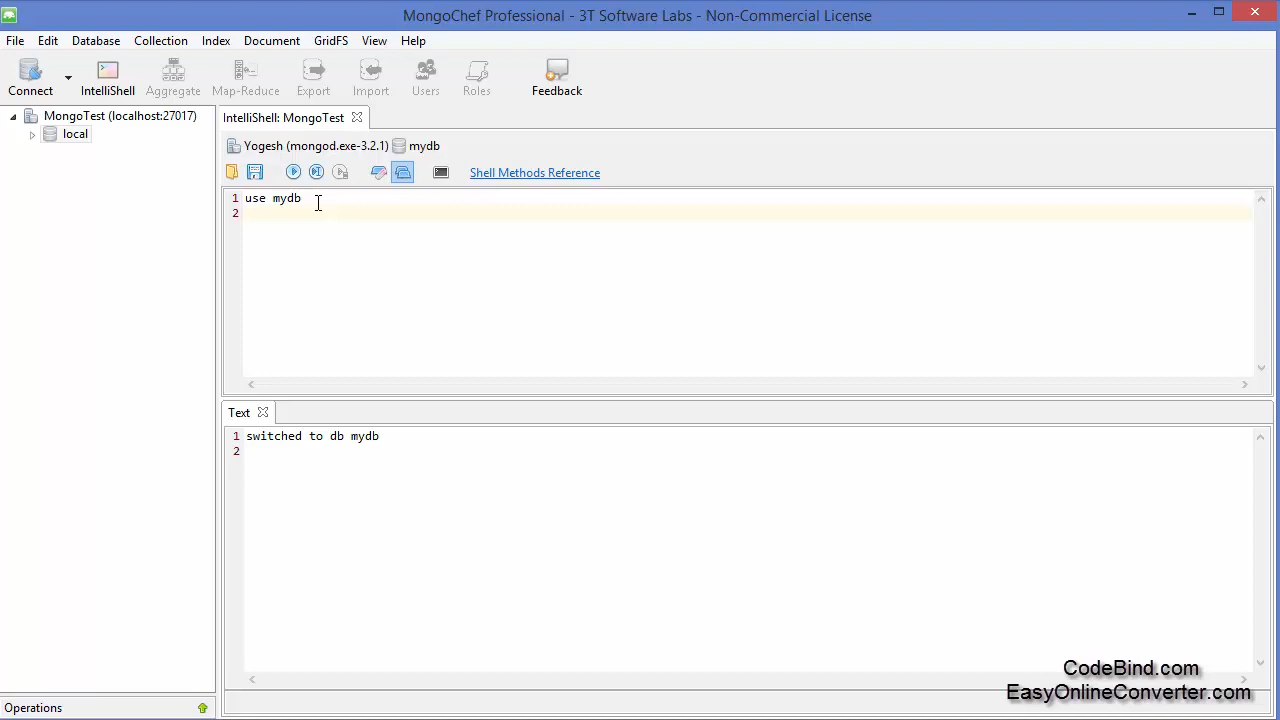 MongoChef Professional - 3T Software Labs - Non-Commercial License
File Edit Database Collection Index Document GridFS View Help
Connect IntelliShell Aggregate Map-Reduce Export Import Users Roles Feedback
MongoTest (localhost:27017)
local
IntelliShell: MongoTest
Yogesh (mongod.exe-3.2.1) mydb
Shell Methods Reference
1 use mydb
2
Text
1 switched to db mydb
2
Operations
CodeBind.com
EasyOnlineConverter.com